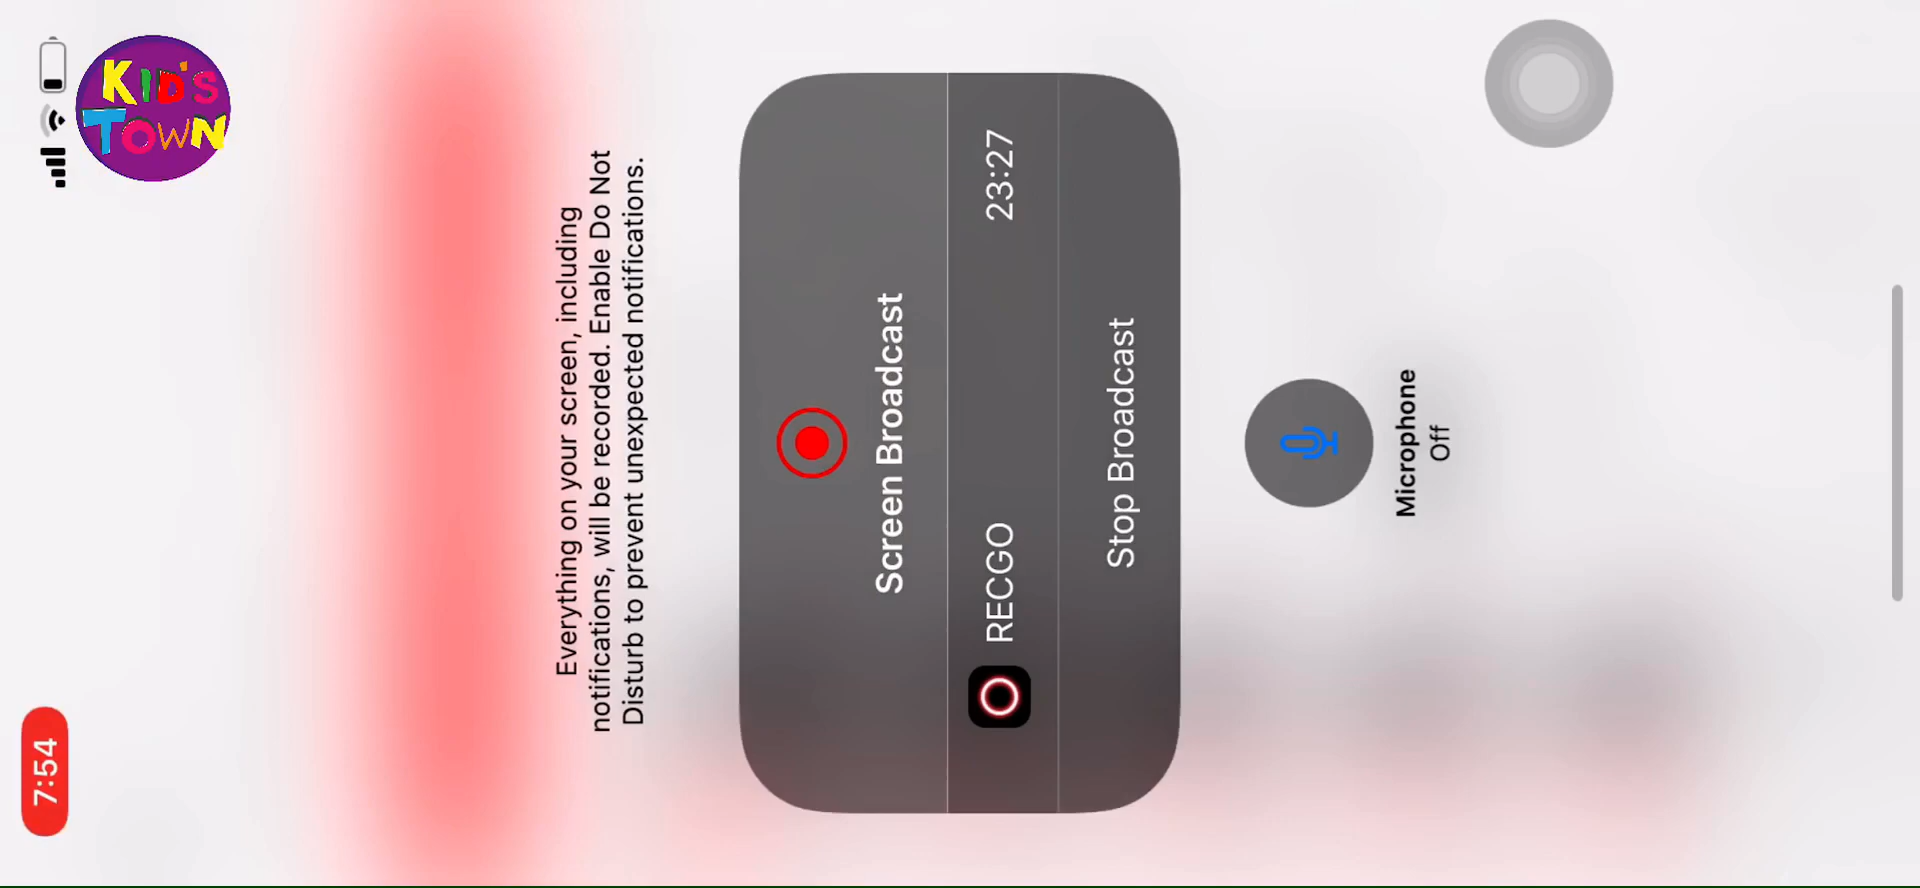 7:54
KID'S
TOWN
Everything on your screen, including
notifications, will be recorded. Enable Do Not
Disturb to prevent unexpected notifications.
Screen Broadcast
RECGO 23:27
Stop Broadcast
Microphone
Off